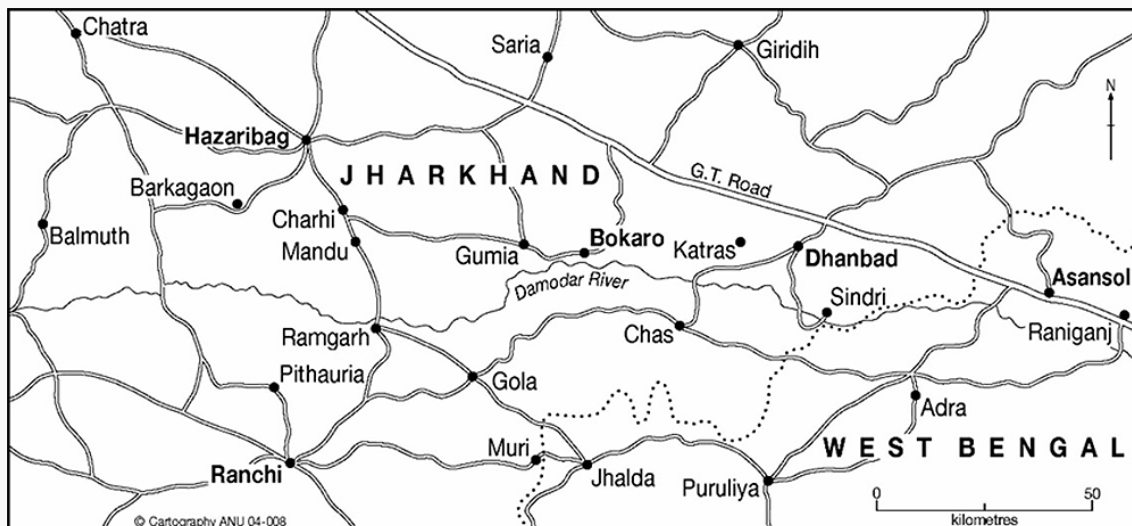 Chatra
Saria
Giridih
N
Hazaribag
JHARKHAND
G.T. Road
Barkagaon
Charhi
Balmuth
Mandu
Gumia
Bokaro
Katras
Dhanbad
Asansol
Damodar River
Sindri
Ramgarh
Chas
Raniganj
Pithauria
Gola
Adra
Muri
WEST BENGAL
Ranchi
Jhalda
Puruliya
0 50
kilometres
© Cartography ANU 04-008